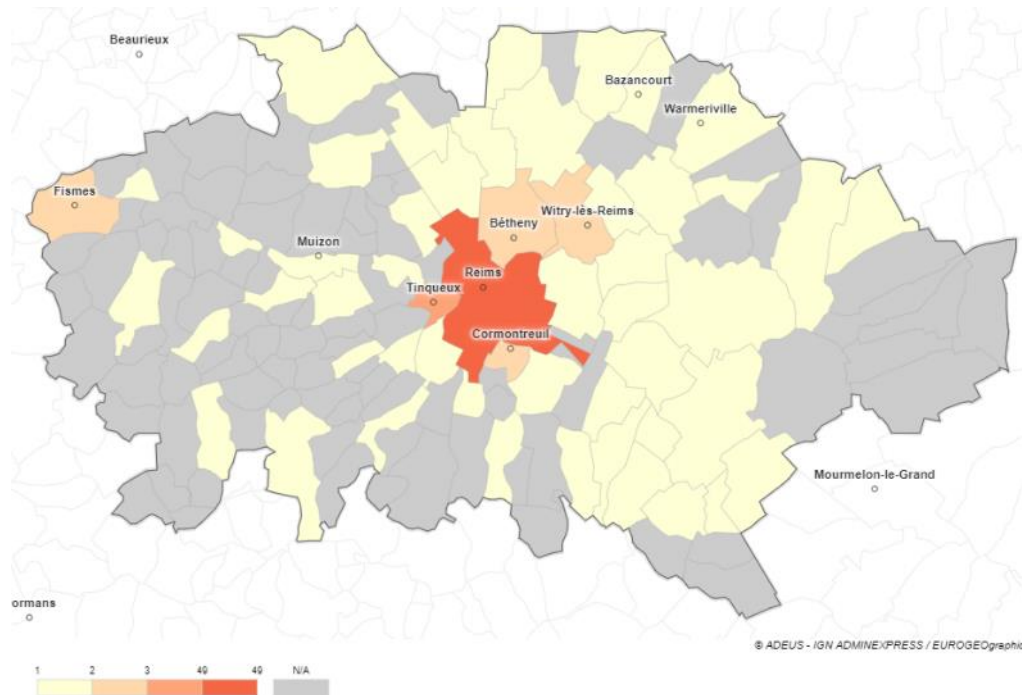 Beaurieux
Bazancourt
Warmeriville
Fismes
Witry-lès-Reims
Bétheny
Muizon
Reims
Tinqueux
Cormontreuil
Mourmelon-le-Grand
ormans
© ADEUS - IGN ADMINEXPRESS / EUROGEOgraphic
1 2 3 49 49 N/A